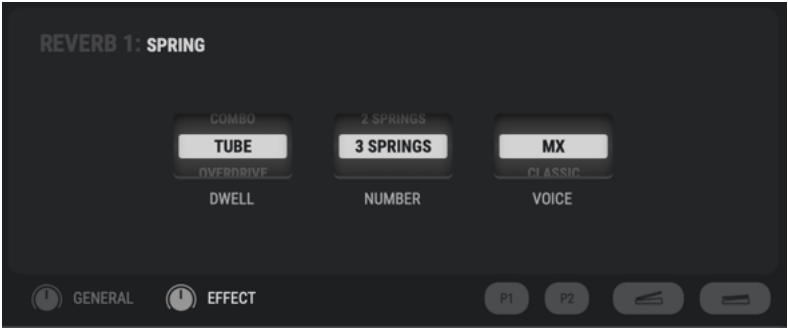 REVERB 1: SPRING
COMBO 2 SPRINGS
TUBE 3 SPRINGS MX
OVERDRIVE CLASSIC
DWELL NUMBER VOICE
GENERAL EFFECT P1 P2